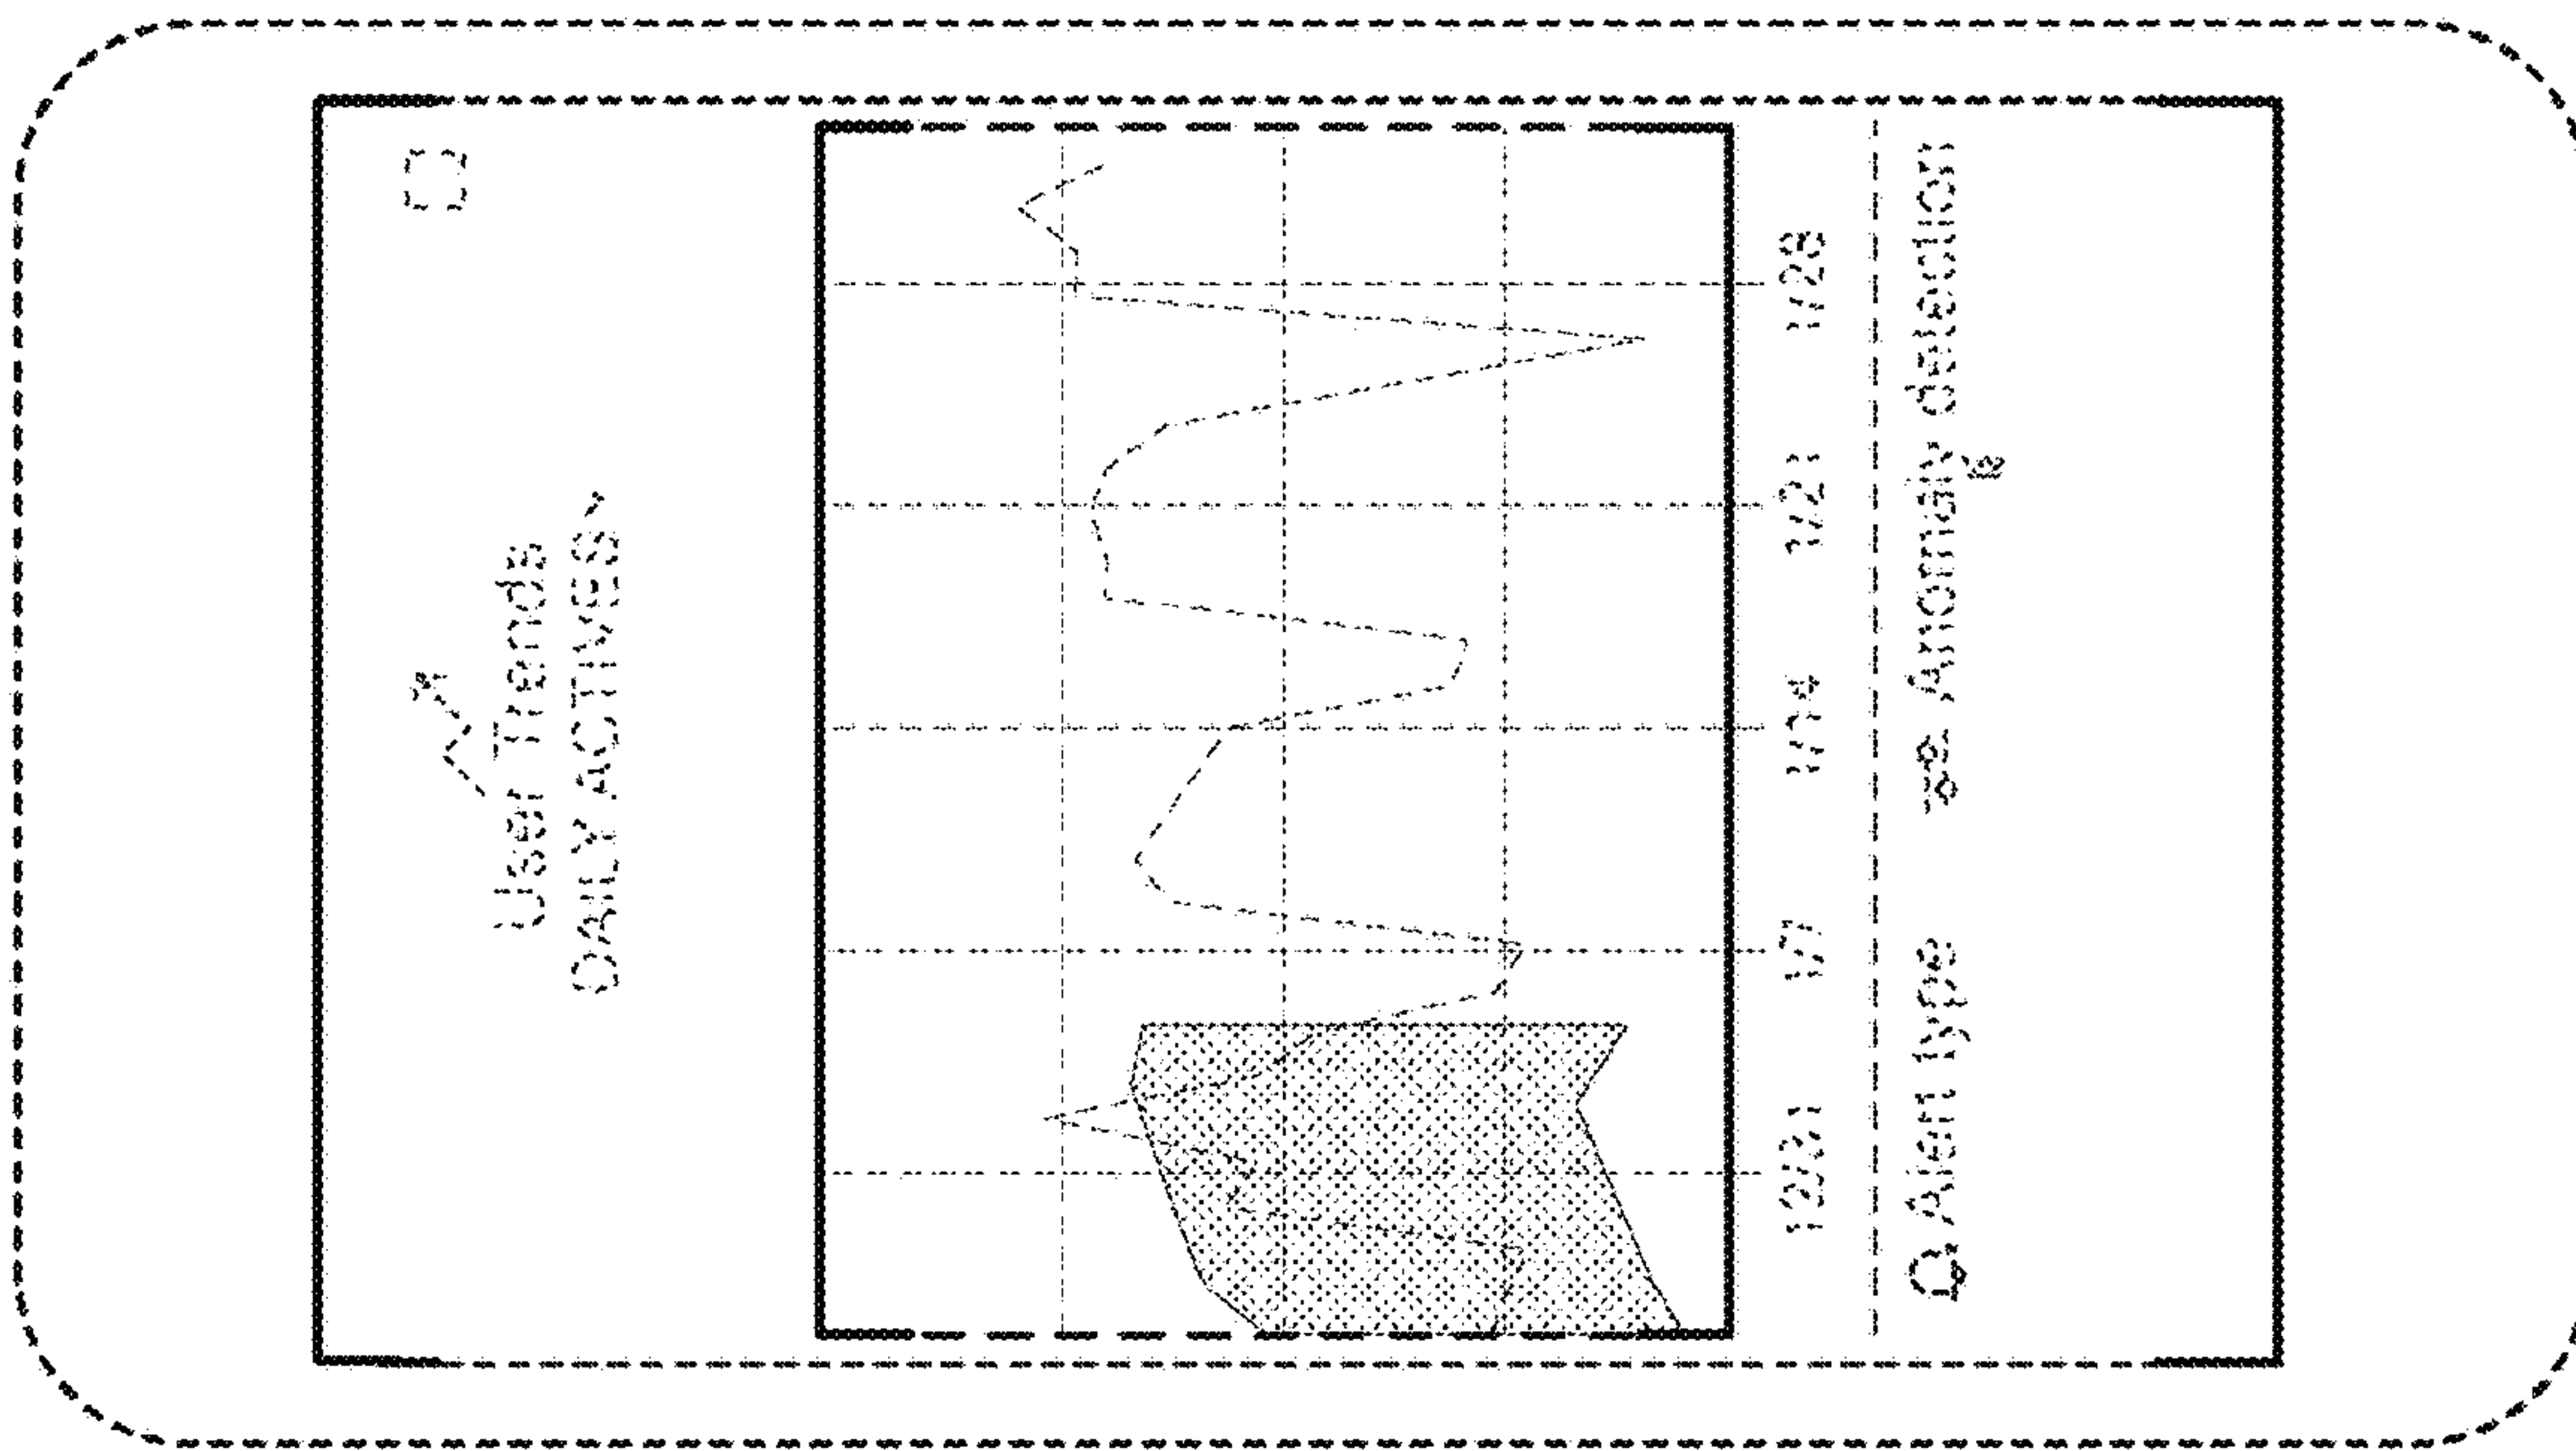 User Trends
DAILY ACTIVES
12/31 1/7 1/14 1/21 1/28
Alert type Anomaly detection